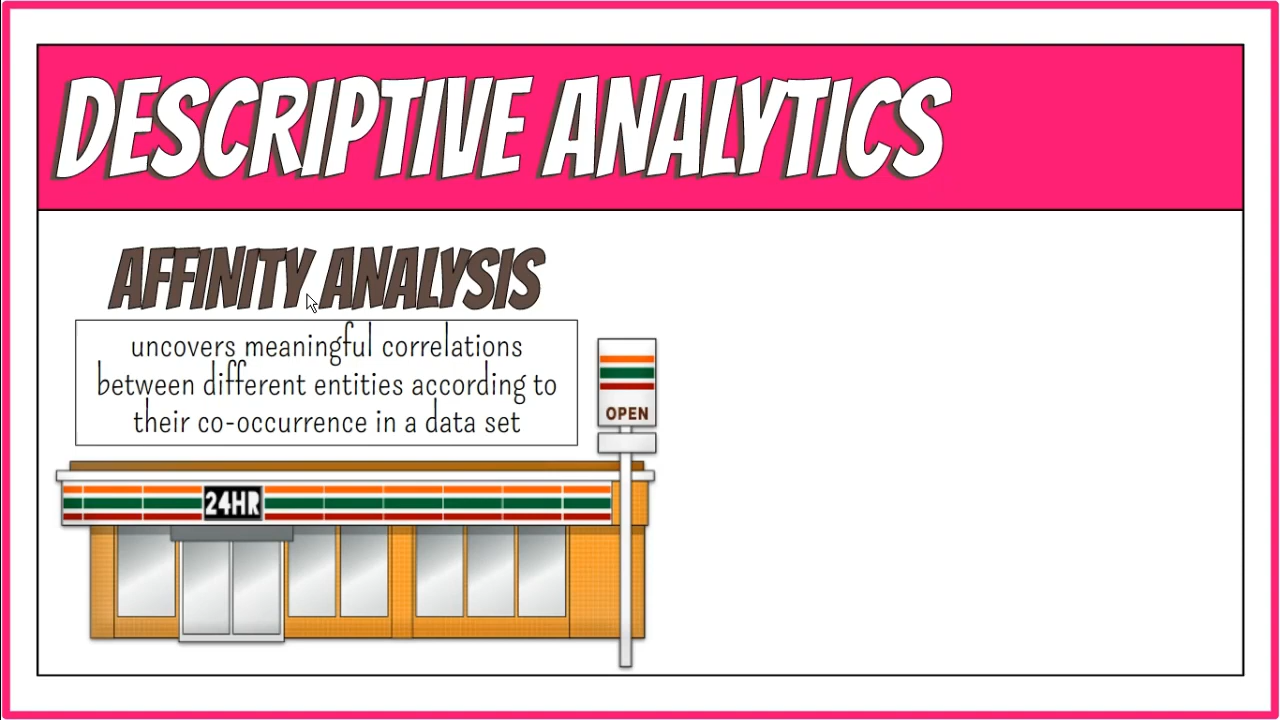 DESCRIPTIVE ANALYTICS
AFFINITY ANALYSIS
uncovers meaningful correlations
between different entities according to
their co-occurrence in a data set
OPEN
24HR